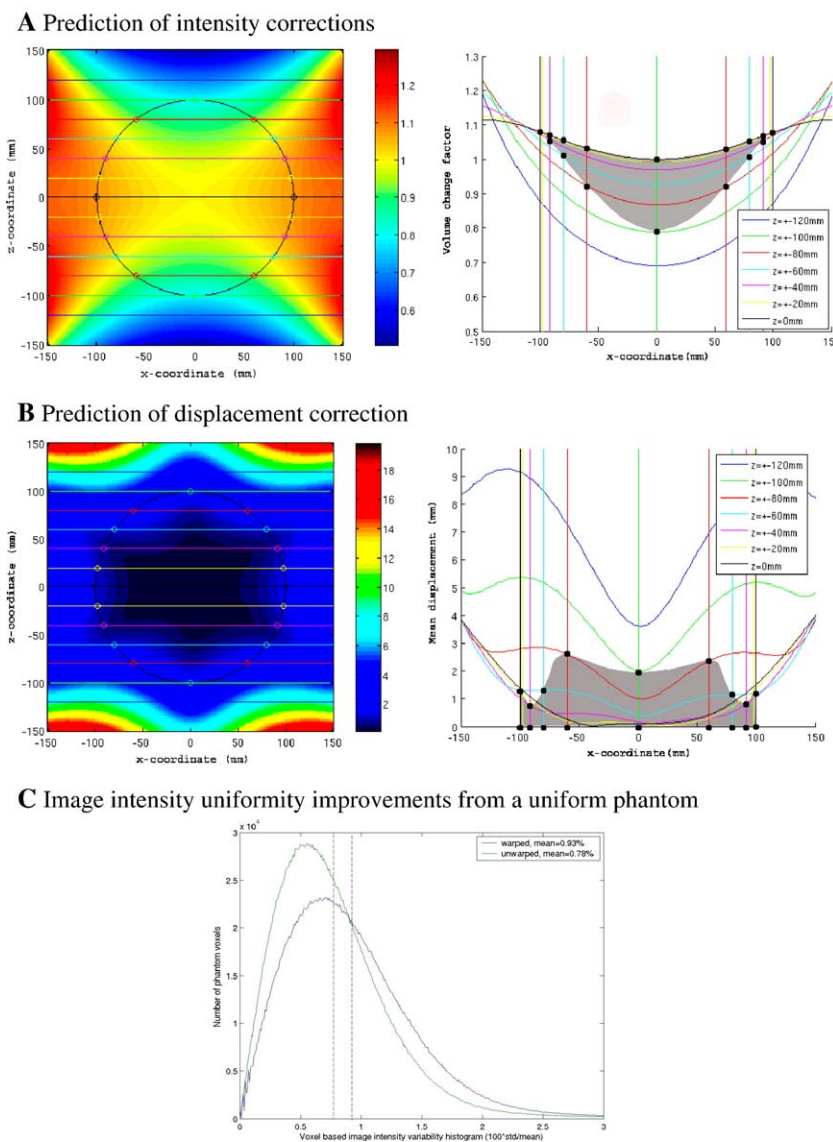 A Prediction of intensity corrections
150
100
50
0
-50
-100
-150
z-coordinate (mm)
-150 -100 -50 0 50 100 150
x-coordinate (mm)
1.2
1.1
1
0.9
0.8
0.7
0.6
1.3
1.2
1.1
1
0.9
0.8
0.7
0.6
0.5
Volume change factor
z=+-120mm
z=+-100mm
z=+-80mm
z=+-60mm
z=+-40mm
z=+-20mm
z=0mm
-150 -100 -50 0 50 100 150
x-coordinate(mm)
B Prediction of displacement correction
150
100
50
0
-50
-100
-150
z-coordinate (mm)
-150 -100 -50 0 50 100 150
x-coordinate (mm)
18
16
14
12
10
8
6
4
2
10
9
8
7
6
5
4
3
2
1
0
Mean displacement (mm)
z=+-120mm
z=+-100mm
z=+-80mm
z=+-60mm
z=+-40mm
z=+-20mm
z=0mm
-150 -100 -50 0 50 100 150
x-coordinate(mm)
C Image intensity uniformity improvements from a uniform phantom
3 x 10^4
2.5
2
1.5
1
0.5
0
Number of phantom voxels
warped, mean=0.93%
unwarped, mean=0.78%
0 0.5 1 1.5 2 2.5 3
Voxel based image intensity variability histogram (100*std/mean)